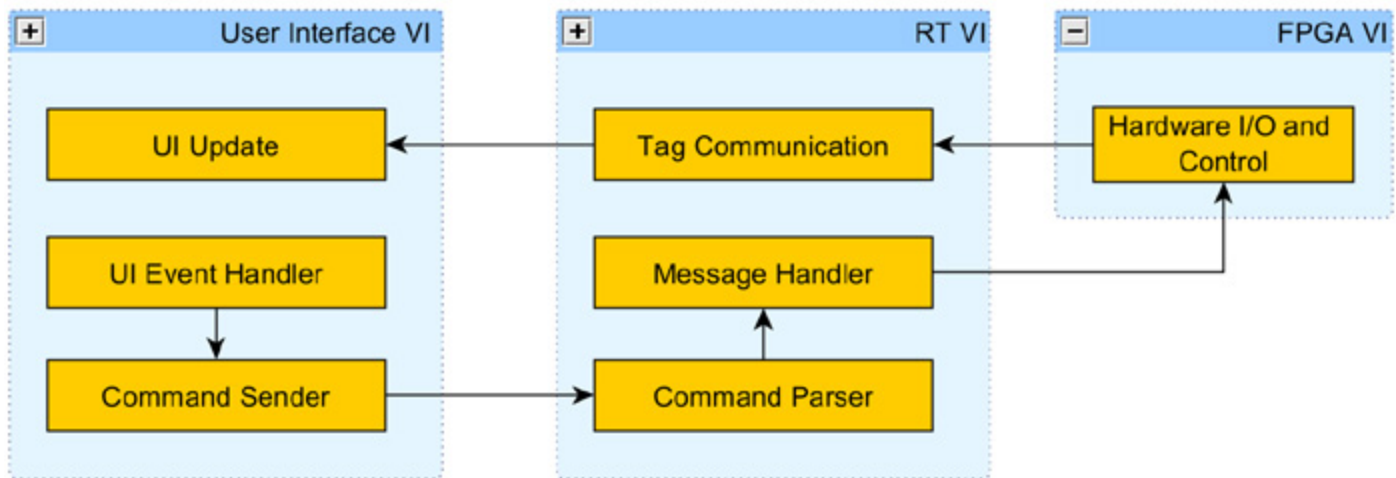 User Interface VI
UI Update
UI Event Handler
Command Sender
RT VI
Tag Communication
Message Handler
Command Parser
FPGA VI
Hardware I/O and
Control